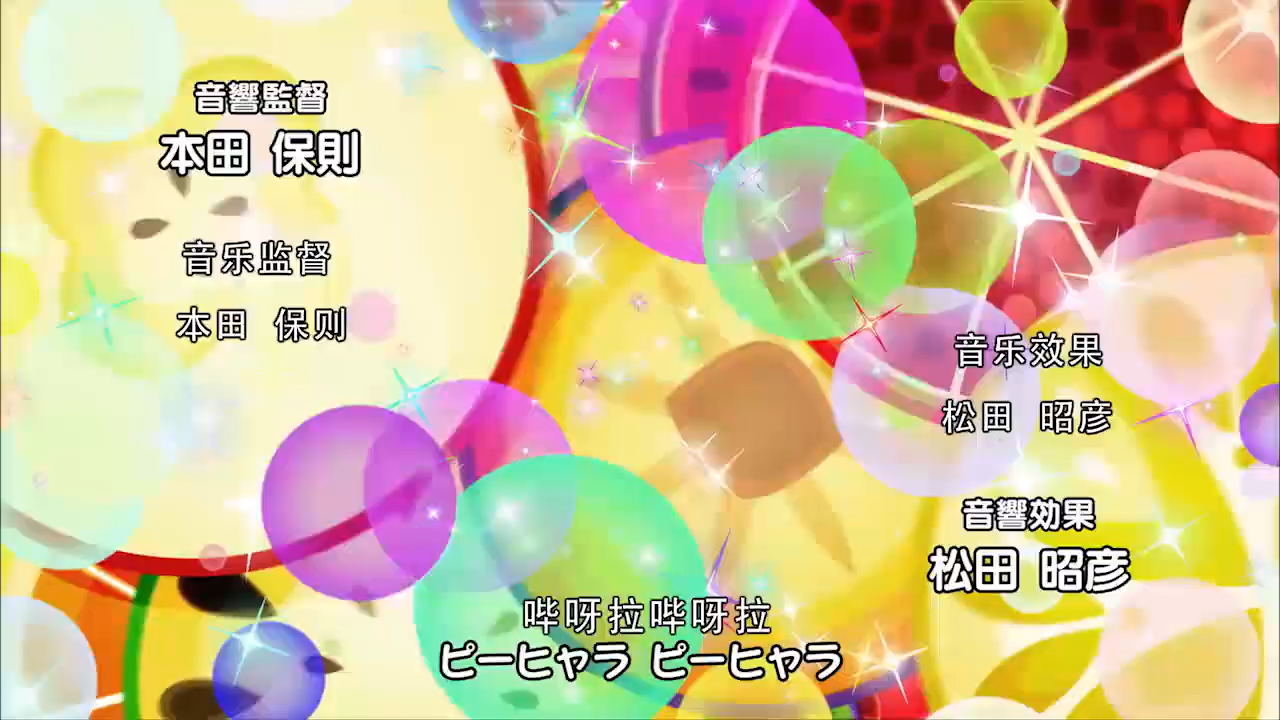 音響監督
本田 保則
音乐监督
本田 保则
音乐效果
松田 昭彦
音響効果
松田 昭彦
哔呀拉哔呀拉
ピーヒャラ ピーヒャラ